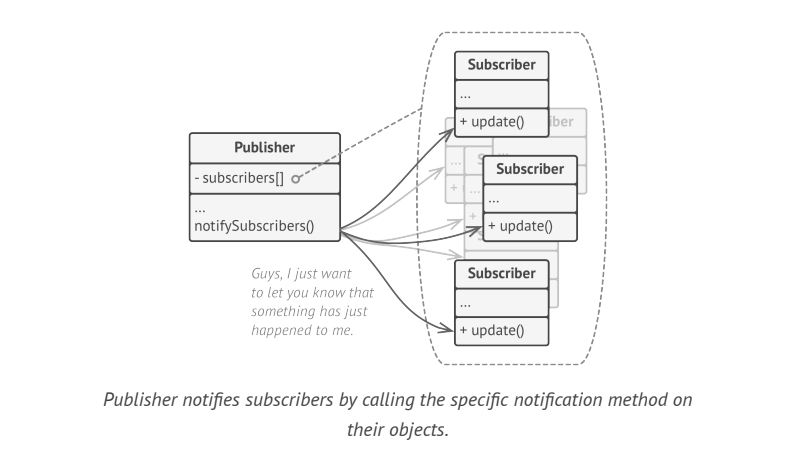 Publisher
- subscribers[]
...
notifySubscribers()
Guys, I just want
to let you know that
something has just
happened to me.
Subscriber
...
+ update()
Subscriber
...
+ update()
Subscriber
...
+ update()
Publisher notifies subscribers by calling the specific notification method on
their objects.